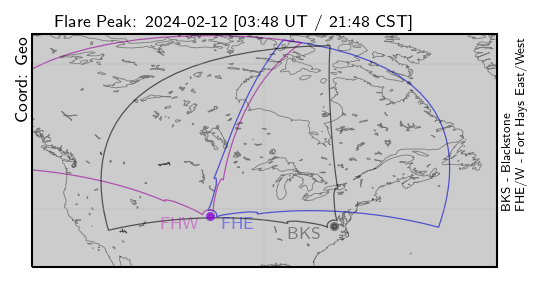 Flare Peak: 2024-02-12 [03:48 UT / 21:48 CST]
Coord: Geo
FHW
FHE
BKS
BKS - Blackstone
FHE/W - Fort Hays East/West